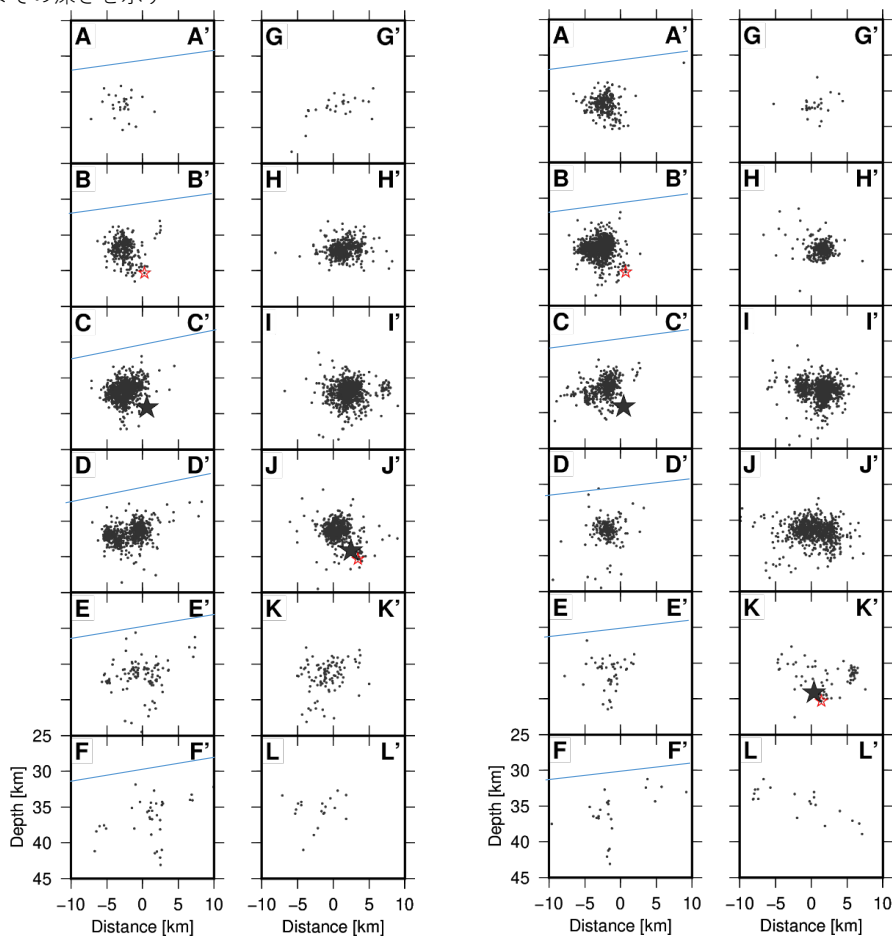 A A' G G' A A' G G'
B B' H H' B B' H H'
C C' I I' C C' I I'
D D' J J' D D' J J'
E E' K K' E E' K K'
25 25
F F' L L' F F' L L'
30 30
35 35
40 40
45 45
Depth [km] Depth [km]
−10 −5 0 5 10 −10 −5 0 5 10 −10 −5 0 5 10 −10 −5 0 5 10
Distance [km] Distance [km] Distance [km] Distance [km]